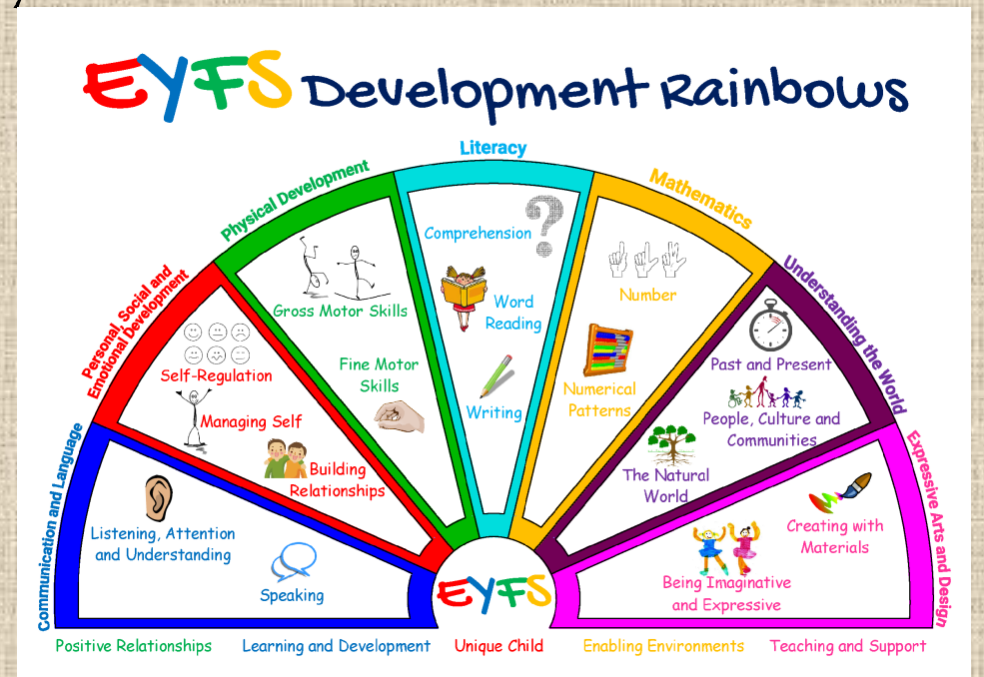 EYFS Development Rainbows
Literacy
Physical Development
Mathematics
Personal, Social and
Emotional Development
Understanding the World
Communication and Language
Expressive Arts and Design
Listening, Attention
and Understanding
Speaking
Self-Regulation
Managing Self
Building
Relationships
Gross Motor Skills
Fine Motor
Skills
Comprehension
?
Word
Reading
Writing
Number
Numerical
Patterns
Past and Present
People, Culture and
Communities
The Natural
World
Creating with
Materials
Being Imaginative
and Expressive
EYFS
Positive Relationships
Learning and Development
Unique Child
Enabling Environments
Teaching and Support